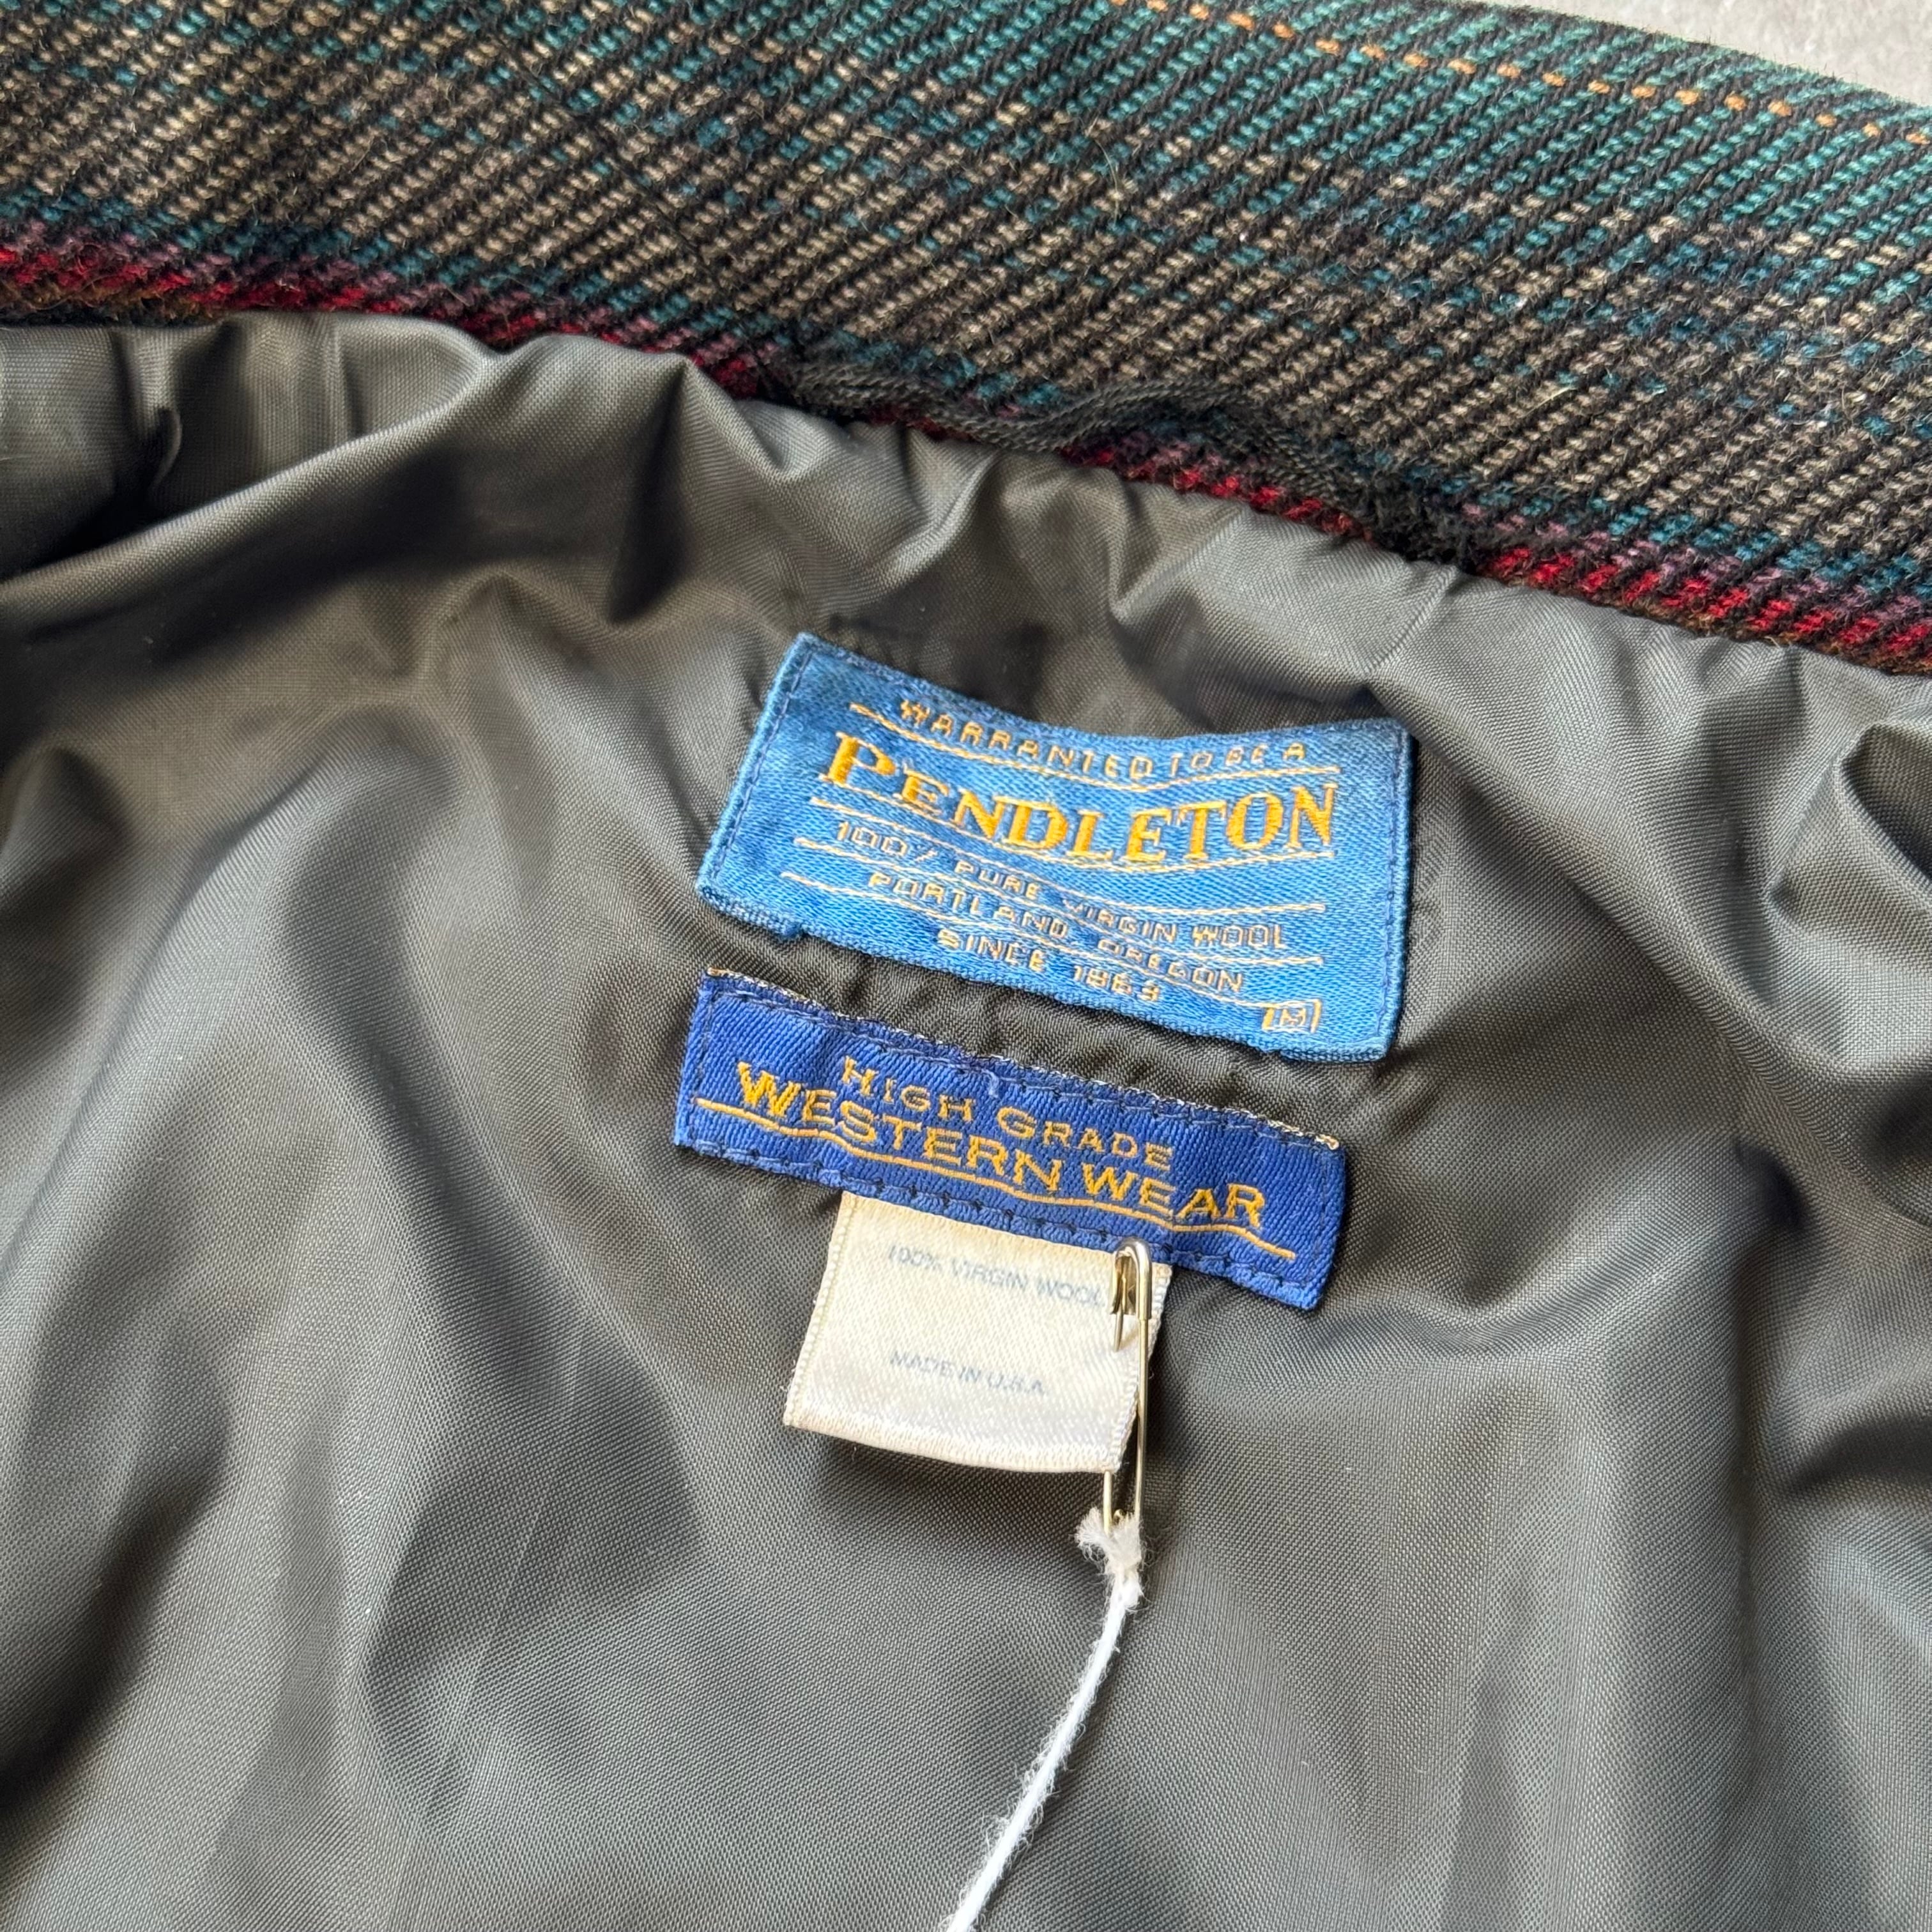 WARRANTED TO BE A
PENDLETON
100% PURE VIRGIN WOOL
PORTLAND, OREGON
SINCE 1863
TM
HIGH GRADE
WESTERN WEAR
100% VIRGIN WOOL
MADE IN U.S.A.